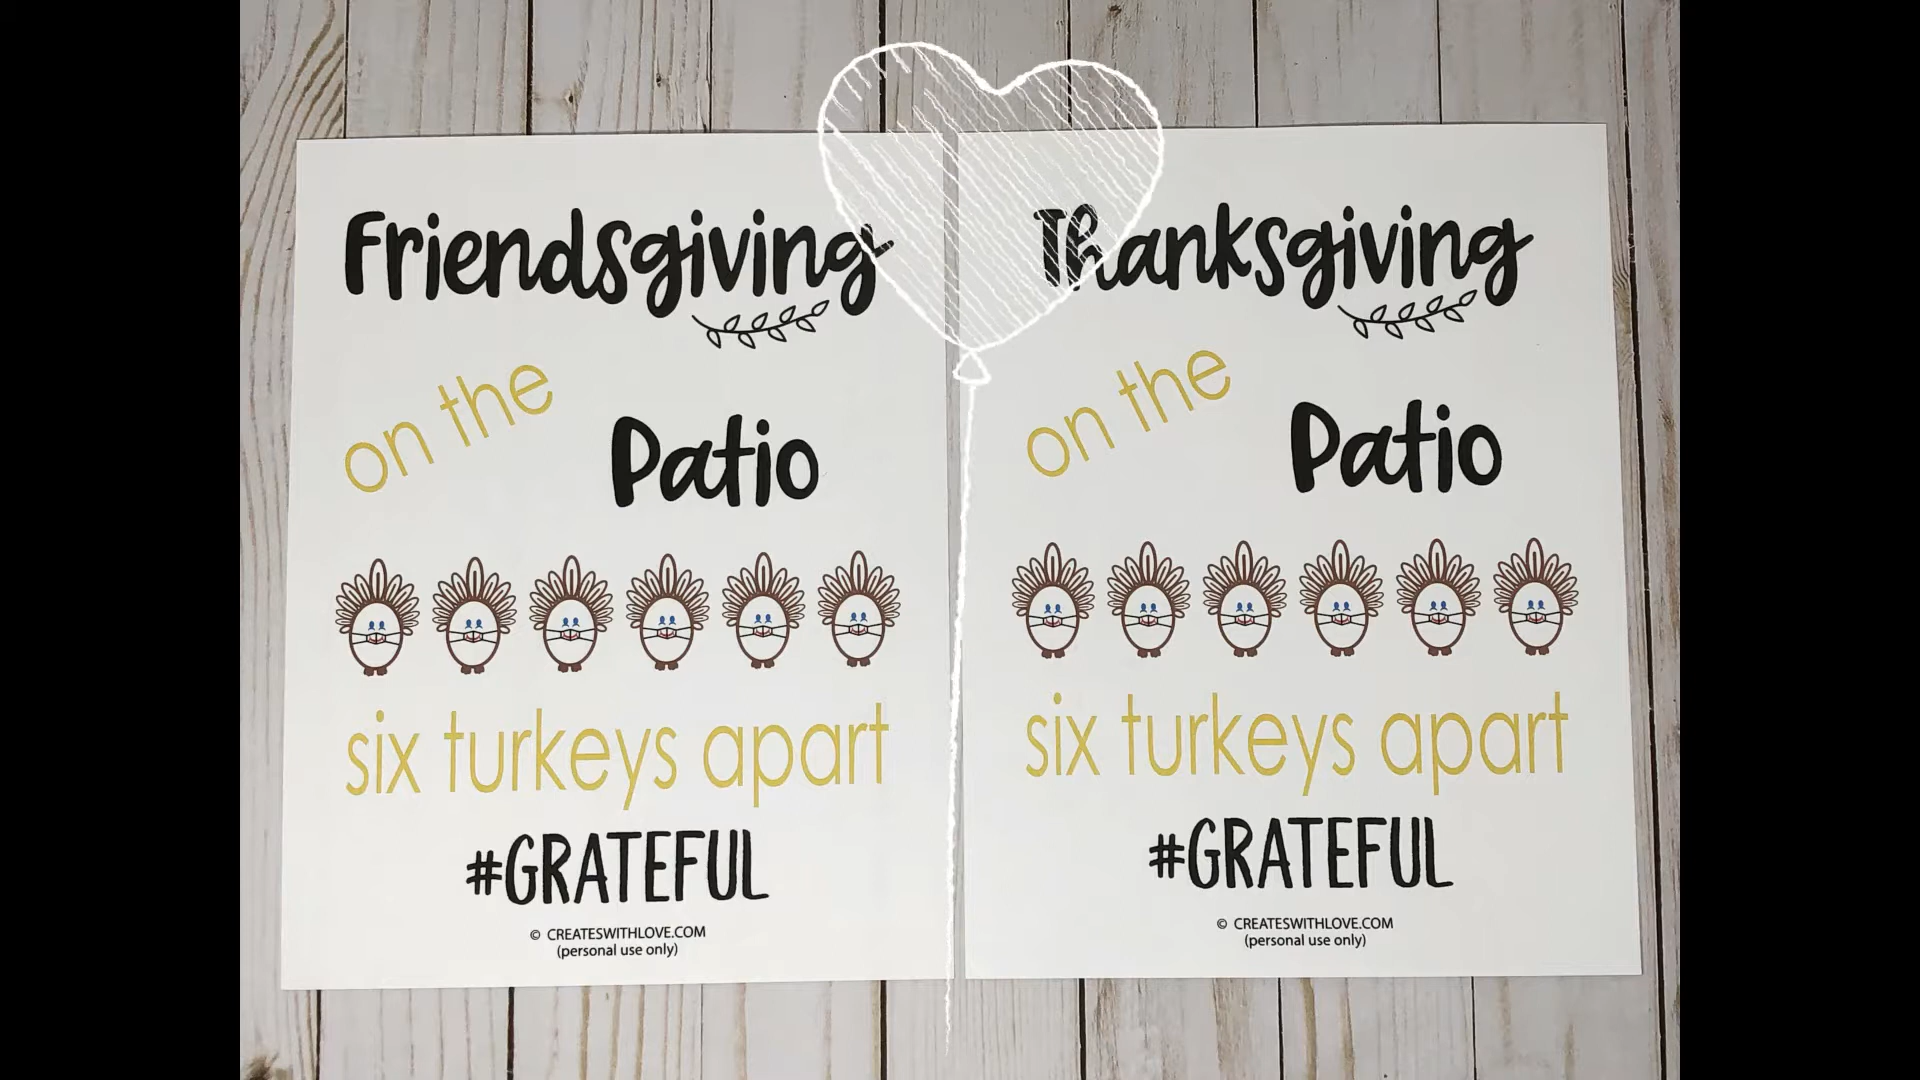 Friendsgiving
on the
Patio
six turkeys apart
#GRATEFUL
© CREATESWITHLOVE.COM
(personal use only)
Thanksgiving
on the
Patio
six turkeys apart
#GRATEFUL
© CREATESWITHLOVE.COM
(personal use only)